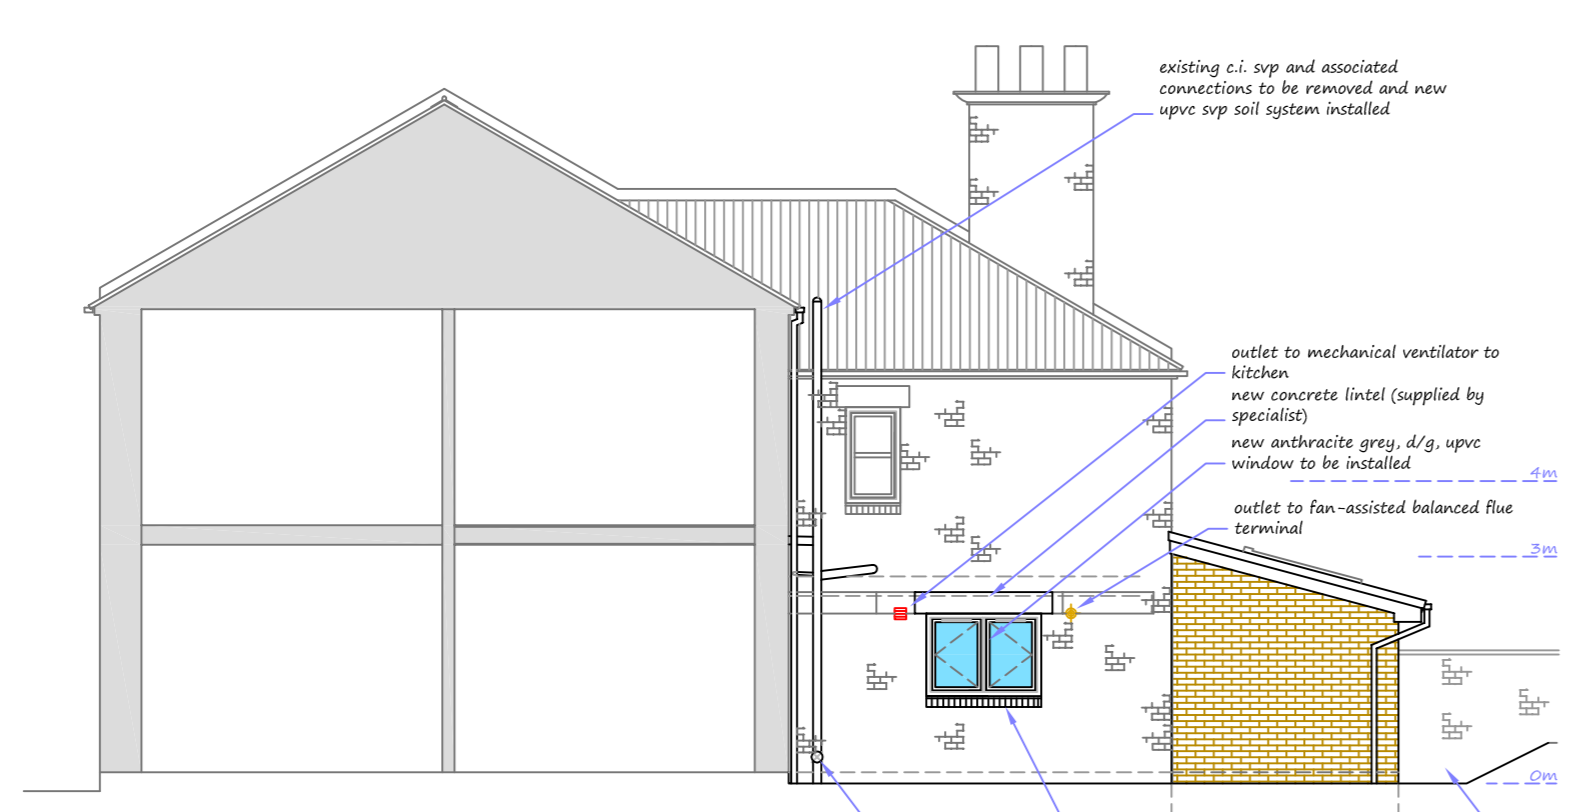 existing c.i. svp and associated
connections to be removed and new
upvc svp soil system installed
outlet to mechanical ventilator to
kitchen
new concrete lintel (supplied by
specialist)
new anthracite grey, d/g, upvc
window to be installed
4m
outlet to fan-assisted balanced flue
terminal
3m
0m